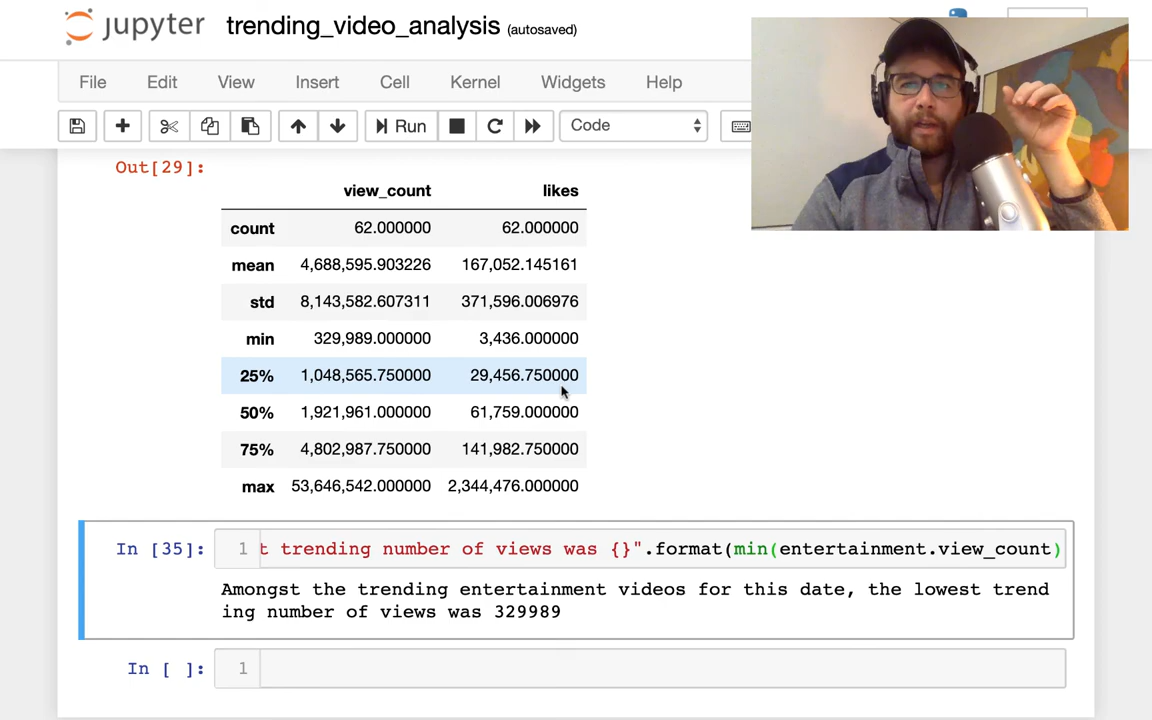 jupyter trending_video_analysis (autosaved)
File Edit View Insert Cell Kernel Widgets Help
Run Code
Out[29]:
view_count likes
count 62.000000 62.000000
mean 4,688,595.903226 167,052.145161
std 8,143,582.607311 371,596.006976
min 329,989.000000 3,436.000000
25% 1,048,565.750000 29,456.750000
50% 1,921,961.000000 61,759.000000
75% 4,802,987.750000 141,982.750000
max 53,646,542.000000 2,344,476.000000
In [35]: 1 t trending number of views was {}".format(min(entertainment.view_count)
Amongst the trending entertainment videos for this date, the lowest trend
ing number of views was 329989
In [ ]: 1